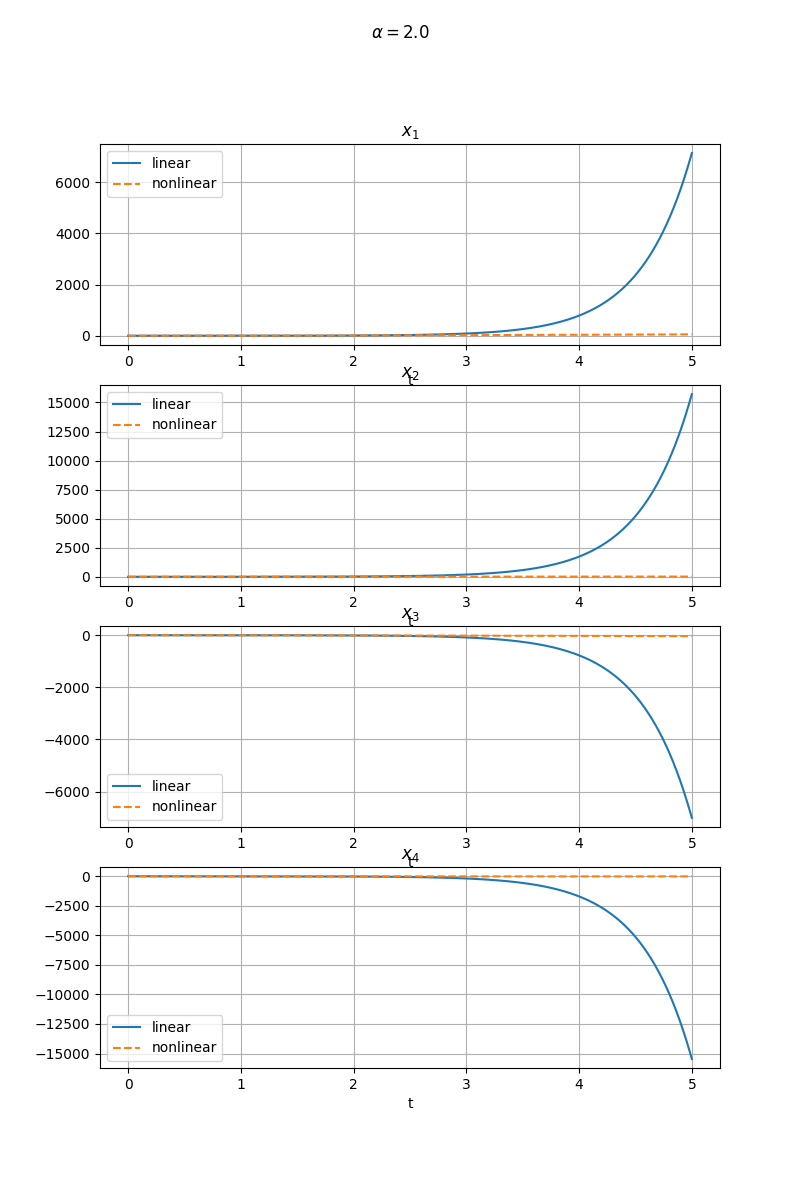 α = 2.0
x₁
linear
nonlinear
6000
4000
2000
0
0 1 2 3 4 5
t
x₂
linear
nonlinear
15000
12500
10000
7500
5000
2500
0
0 1 2 3 4 5
t
x₃
0
−2000
−4000
−6000
linear
nonlinear
0 1 2 3 4 5
t
x₄
0
−2500
−5000
−7500
−10000
−12500
−15000
linear
nonlinear
0 1 2 3 4 5
t